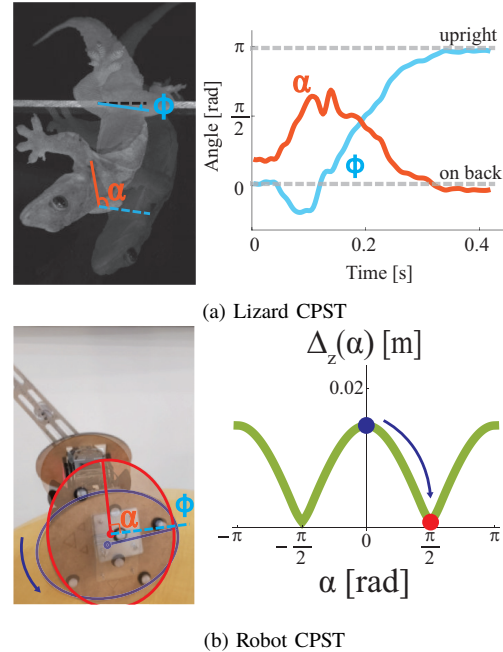 Φ
α
Angle [rad]
π
π/2
0
α
Φ
upright
on back
0
0.2
0.4
Time [s]
(a) Lizard CPST
Φ
α
Δz(α) [m]
0.02
−π
−π/2
0
π/2
π
α [rad]
(b) Robot CPST